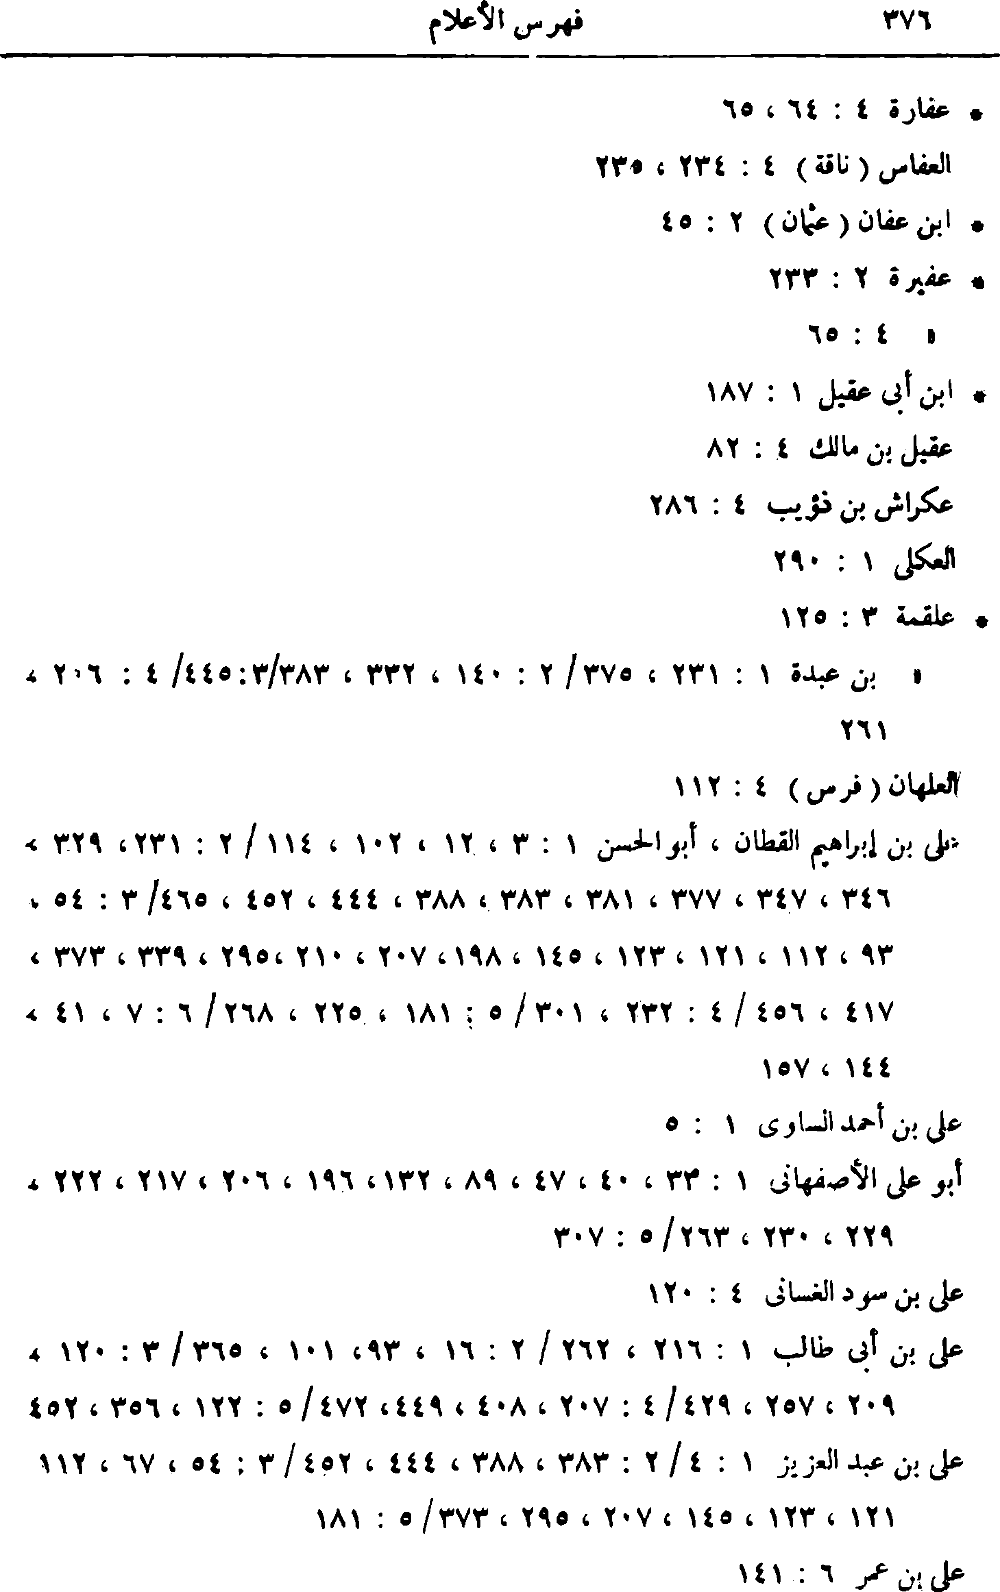 ٣٧٦ فهرس الأعلام
* عفارة ٤ : ٦٤ ، ٦٥
العفاس ( ناقة ) ٤ : ٢٣٤ ، ٢٣٥
* ابن عفان ( عثمان ) ٢ : ٤٥
* عفيرة ٢ : ٢٣٣
» ٤ : ٦٥
* ابن أبى عقيل ١ : ١٨٧
عقيل بن مالك ٤ : ٨٢
عكراش بن ذؤيب ٤ : ٢٨٦
العكلى ١ : ٢٩٠
* علقمة ٣ : ١٢٥
» بن عبدة ١ : ٢٣١ ، ٣٧٥ / ٢ : ١٤٠ ، ٣٣٢ ، ٣٨٣/٣:٤٤٥/ ٤ : ٢٠٦ ،
٢٦١
العلهان ( فرس ) ٤ : ١١٢
على بن إبراهيم القطان ، أبو الحسن ١ : ٣ ، ١٢ ، ١٠٢ ، ١١٤ / ٢ : ٢٣١، ٣٢٩ ،
٣٤٦ ، ٣٤٧ ، ٣٧٧ ، ٣٨١ ، ٣٨٣ ، ٣٨٨ ، ٤٤٤ ، ٤٥٢ ، ٤٦٥/ ٣ : ٥٤ ،
٩٣ ، ١١٢ ، ١٢١ ، ١٢٣ ، ١٤٥ ، ١٩٨، ٢٠٧ ، ٢١٠ ،٢٩٥ ، ٣٣٩ ، ٣٧٣ ،
٤١٧ ، ٤٥٦ / ٤ : ٢٣٢ ، ٣٠١ / ٥ : ١٨١ ، ٢٢٥ ، ٢٦٨ / ٦ : ٧ ، ٤١ ،
١٤٤ ، ١٥٧
على بن أحمد الساوى ١ : ٥
أبو على الأصفهانى ١ : ٣٣ ، ٤٠ ، ٤٧ ، ٨٩ ، ١٣٢، ١٩٦ ، ٢٠٦ ، ٢١٧ ، ٢٢٢ ،
٢٢٩ ، ٢٣٠ ، ٢٦٣/ ٥ : ٣٠٧
على بن سود الغسانى ٤ : ١٢٠
على بن أبى طالب ١ : ٢١٦ ، ٢٦٢ / ٢ : ١٦ ، ٩٣، ١٠١ ، ٣٦٥ / ٣ : ١٢٠ ،
٢٠٩ ، ٢٥٧ ، ٤٢٩/ ٤ : ٢٠٧ ، ٤٠٨ ، ٤٤٩، ٤٧٢/ ٥ : ١٢٢ ، ٣٥٦ ، ٤٥٢
على بن عبد العزيز ١ : ٤ / ٢ : ٣٨٣ ، ٣٨٨ ، ٤٤٤ ، ٤٥٢/ ٣ : ٥٤ ، ٦٧ ، ١١٢
١٢١ ، ١٢٣ ، ١٤٥ ، ٢٠٧ ، ٢٩٥ ، ٣٧٣/ ٥ : ١٨١
على بن عمر ٦ : ١٤١